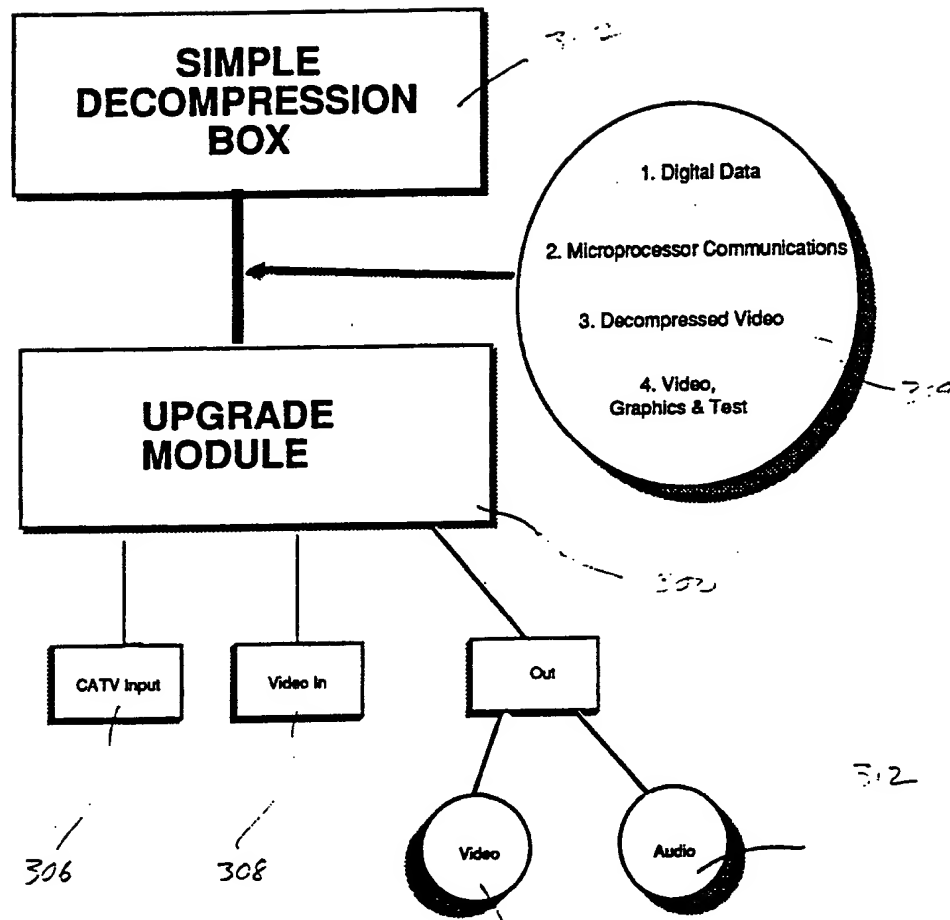 SIMPLE
DECOMPRESSION
BOX
1. Digital Data
2. Microprocessor Communications
3. Decompressed Video
4. Video,
Graphics & Test
UPGRADE
MODULE
CATV Input
Video In
Out
312
Video
Audio
306
308